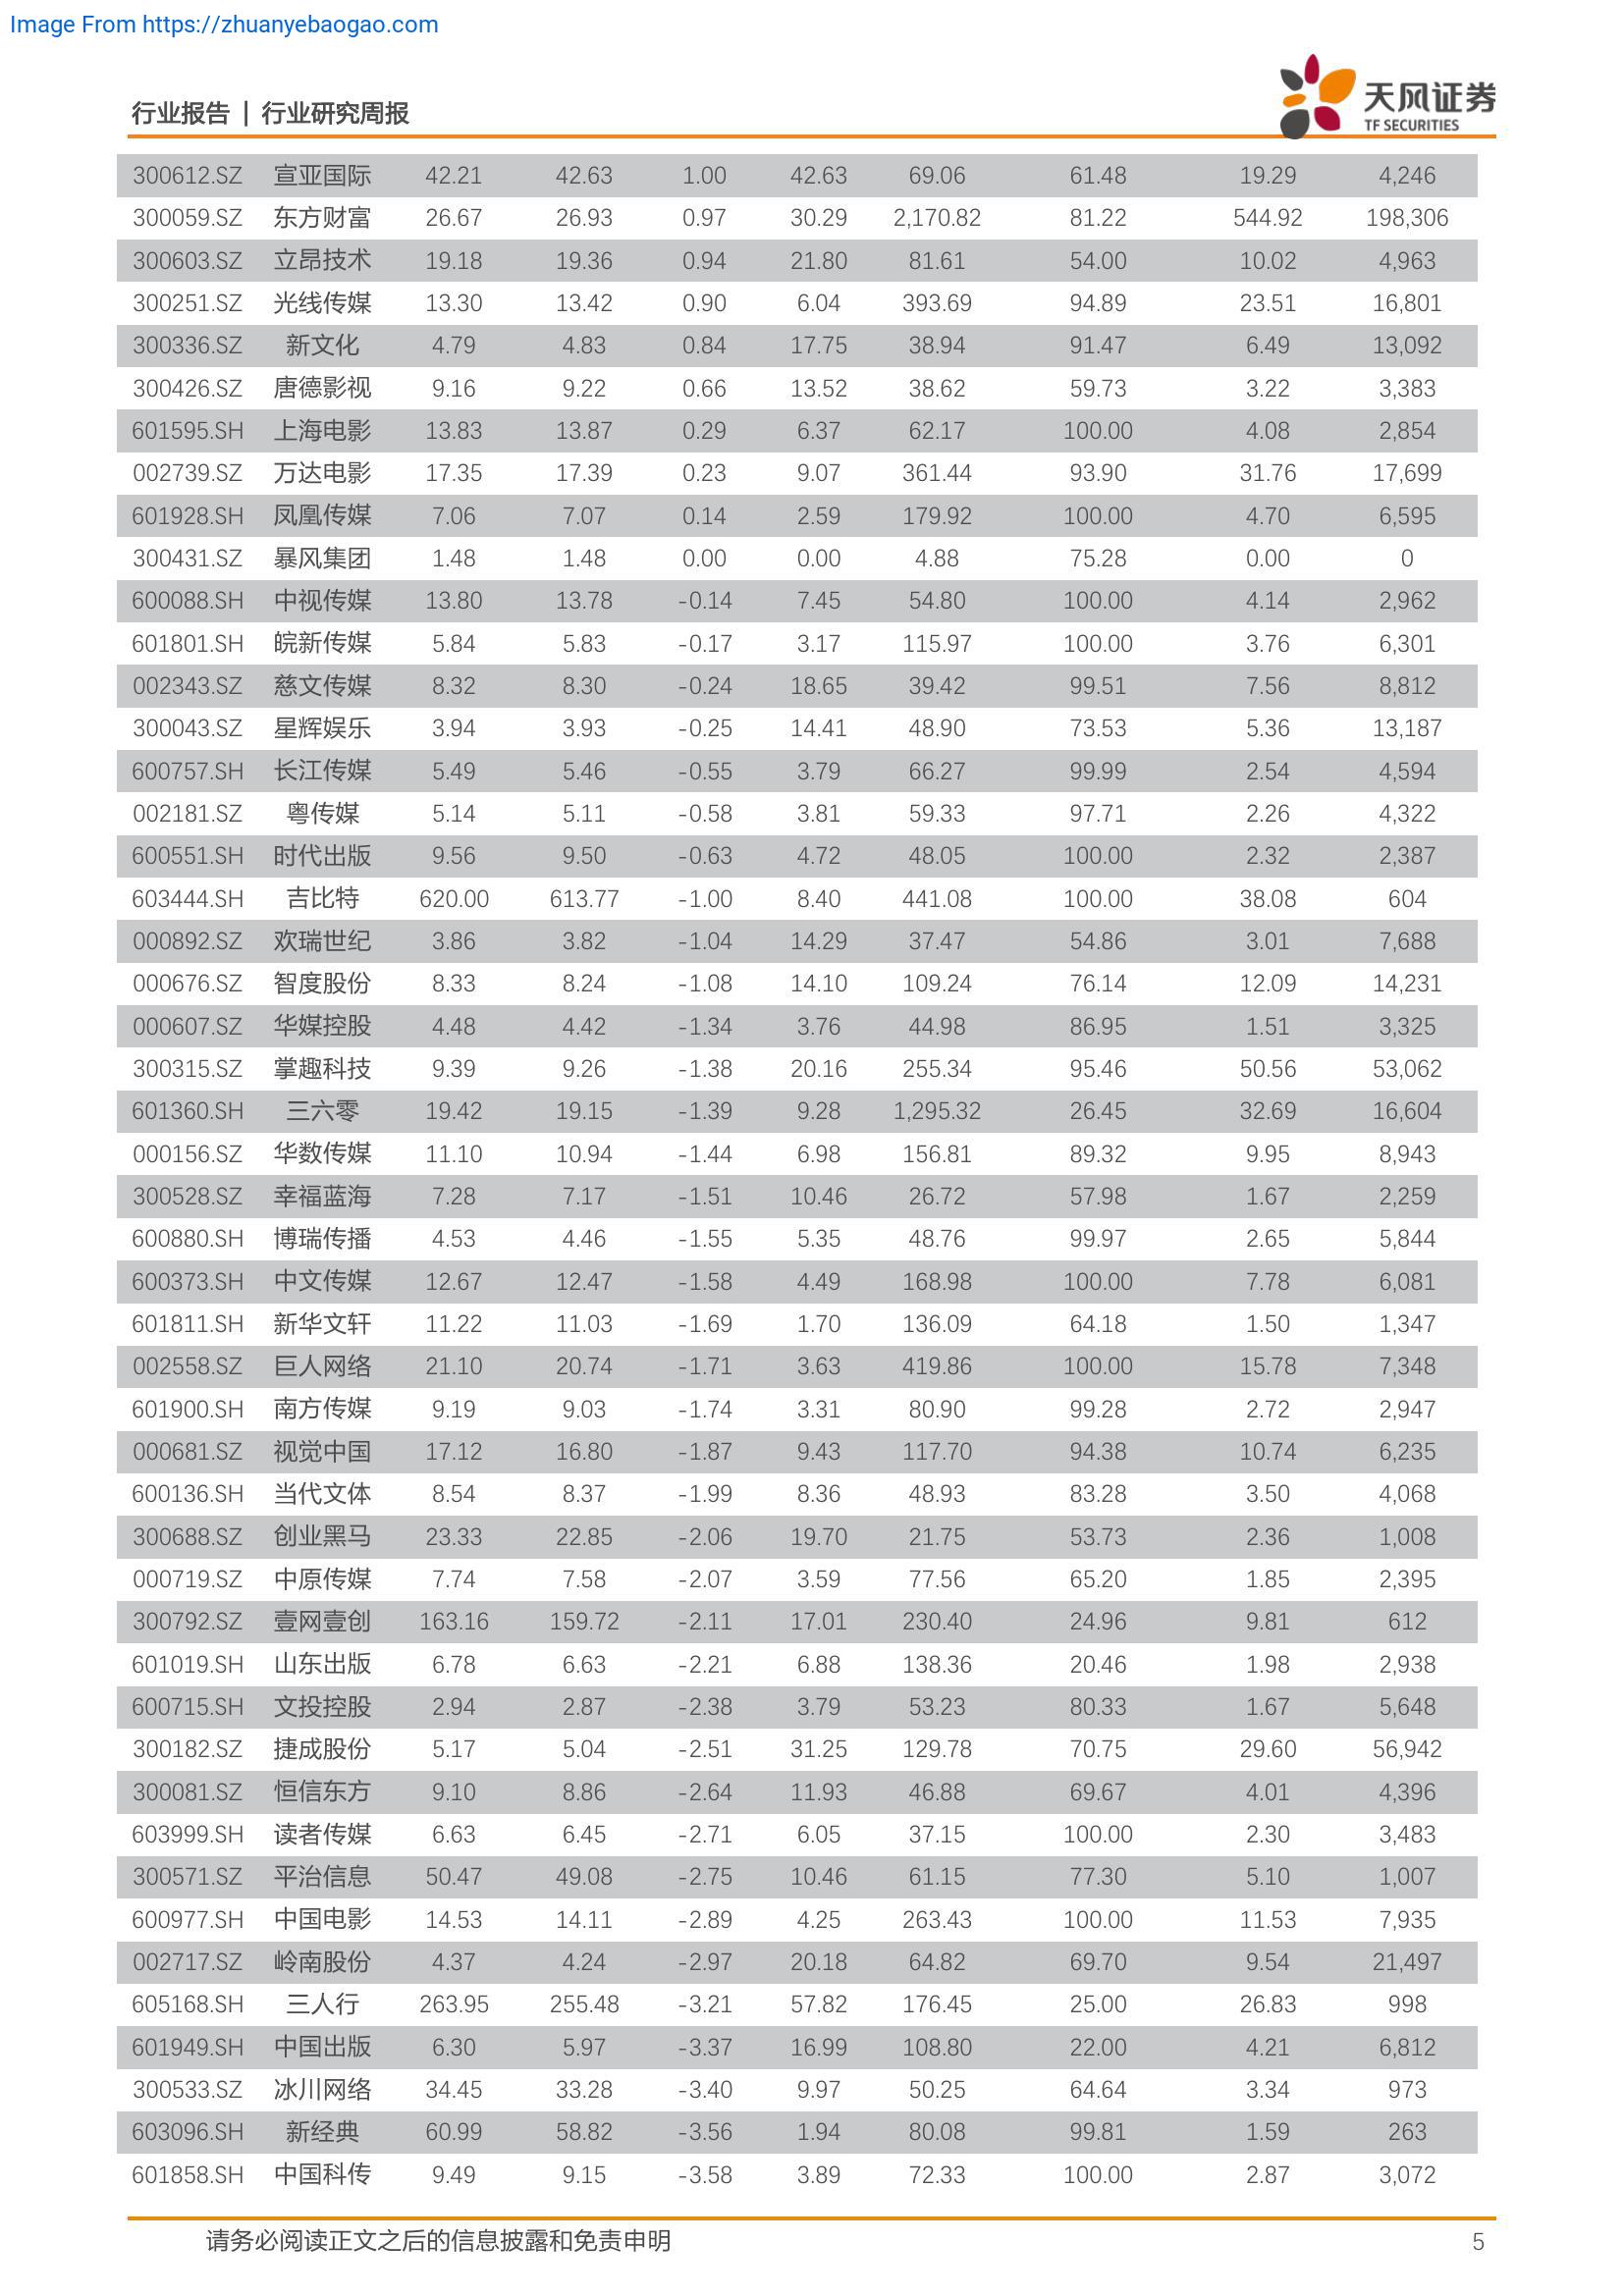 Image From https://zhuanyebaogao.com
行业报告 | 行业研究周报
天风证券
TF SECURITIES
300612.SZ 宣亚国际 42.21 42.63 1.00 42.63 69.06 61.48 19.29 4,246
300059.SZ 东方财富 26.67 26.93 0.97 30.29 2,170.82 81.22 544.92 198,306
300603.SZ 立昂技术 19.18 19.36 0.94 21.80 81.61 54.00 10.02 4,963
300251.SZ 光线传媒 13.30 13.42 0.90 6.04 393.69 94.89 23.51 16,801
300336.SZ 新文化 4.79 4.83 0.84 17.75 38.94 91.47 6.49 13,092
300426.SZ 唐德影视 9.16 9.22 0.66 13.52 38.62 59.73 3.22 3,383
601595.SH 上海电影 13.83 13.87 0.29 6.37 62.17 100.00 4.08 2,854
002739.SZ 万达电影 17.35 17.39 0.23 9.07 361.44 93.90 31.76 17,699
601928.SH 凤凰传媒 7.06 7.07 0.14 2.59 179.92 100.00 4.70 6,595
300431.SZ 暴风集团 1.48 1.48 0.00 0.00 4.88 75.28 0.00 0
600088.SH 中视传媒 13.80 13.78 -0.14 7.45 54.80 100.00 4.14 2,962
601801.SH 皖新传媒 5.84 5.83 -0.17 3.17 115.97 100.00 3.76 6,301
002343.SZ 慈文传媒 8.32 8.30 -0.24 18.65 39.42 99.51 7.56 8,812
300043.SZ 星辉娱乐 3.94 3.93 -0.25 14.41 48.90 73.53 5.36 13,187
600757.SH 长江传媒 5.49 5.46 -0.55 3.79 66.27 99.99 2.54 4,594
002181.SZ 粤传媒 5.14 5.11 -0.58 3.81 59.33 97.71 2.26 4,322
600551.SH 时代出版 9.56 9.50 -0.63 4.72 48.05 100.00 2.32 2,387
603444.SH 吉比特 620.00 613.77 -1.00 8.40 441.08 100.00 38.08 604
000892.SZ 欢瑞世纪 3.86 3.82 -1.04 14.29 37.47 54.86 3.01 7,688
000676.SZ 智度股份 8.33 8.24 -1.08 14.10 109.24 76.14 12.09 14,231
000607.SZ 华媒控股 4.48 4.42 -1.34 3.76 44.98 86.95 1.51 3,325
300315.SZ 掌趣科技 9.39 9.26 -1.38 20.16 255.34 95.46 50.56 53,062
601360.SH 三六零 19.42 19.15 -1.39 9.28 1,295.32 26.45 32.69 16,604
000156.SZ 华数传媒 11.10 10.94 -1.44 6.98 156.81 89.32 9.95 8,943
300528.SZ 幸福蓝海 7.28 7.17 -1.51 10.46 26.72 57.98 1.67 2,259
600880.SH 博瑞传播 4.53 4.46 -1.55 5.35 48.76 99.97 2.65 5,844
600373.SH 中文传媒 12.67 12.47 -1.58 4.49 168.98 100.00 7.78 6,081
601811.SH 新华文轩 11.22 11.03 -1.69 1.70 136.09 64.18 1.50 1,347
002558.SZ 巨人网络 21.10 20.74 -1.71 3.63 419.86 100.00 15.78 7,348
601900.SH 南方传媒 9.19 9.03 -1.74 3.31 80.90 99.28 2.72 2,947
000681.SZ 视觉中国 17.12 16.80 -1.87 9.43 117.70 94.38 10.74 6,235
600136.SH 当代文体 8.54 8.37 -1.99 8.36 48.93 83.28 3.50 4,068
300688.SZ 创业黑马 23.33 22.85 -2.06 19.70 21.75 53.73 2.36 1,008
000719.SZ 中原传媒 7.74 7.58 -2.07 3.59 77.56 65.20 1.85 2,395
300792.SZ 壹网壹创 163.16 159.72 -2.11 17.01 230.40 24.96 9.81 612
601019.SH 山东出版 6.78 6.63 -2.21 6.88 138.36 20.46 1.98 2,938
600715.SH 文投控股 2.94 2.87 -2.38 3.79 53.23 80.33 1.67 5,648
300182.SZ 捷成股份 5.17 5.04 -2.51 31.25 129.78 70.75 29.60 56,942
300081.SZ 恒信东方 9.10 8.86 -2.64 11.93 46.88 69.67 4.01 4,396
603999.SH 读者传媒 6.63 6.45 -2.71 6.05 37.15 100.00 2.30 3,483
300571.SZ 平治信息 50.47 49.08 -2.75 10.46 61.15 77.30 5.10 1,007
600977.SH 中国电影 14.53 14.11 -2.89 4.25 263.43 100.00 11.53 7,935
002717.SZ 岭南股份 4.37 4.24 -2.97 20.18 64.82 69.70 9.54 21,497
605168.SH 三人行 263.95 255.48 -3.21 57.82 176.45 25.00 26.83 998
601949.SH 中国出版 6.30 5.97 -3.37 16.99 108.80 22.00 4.21 6,812
300533.SZ 冰川网络 34.45 33.28 -3.40 9.97 50.25 64.64 3.34 973
603096.SH 新经典 60.99 58.82 -3.56 1.94 80.08 99.81 1.59 263
601858.SH 中国科传 9.49 9.15 -3.58 3.89 72.33 100.00 2.87 3,072
请务必阅读正文之后的信息披露和免责申明 5